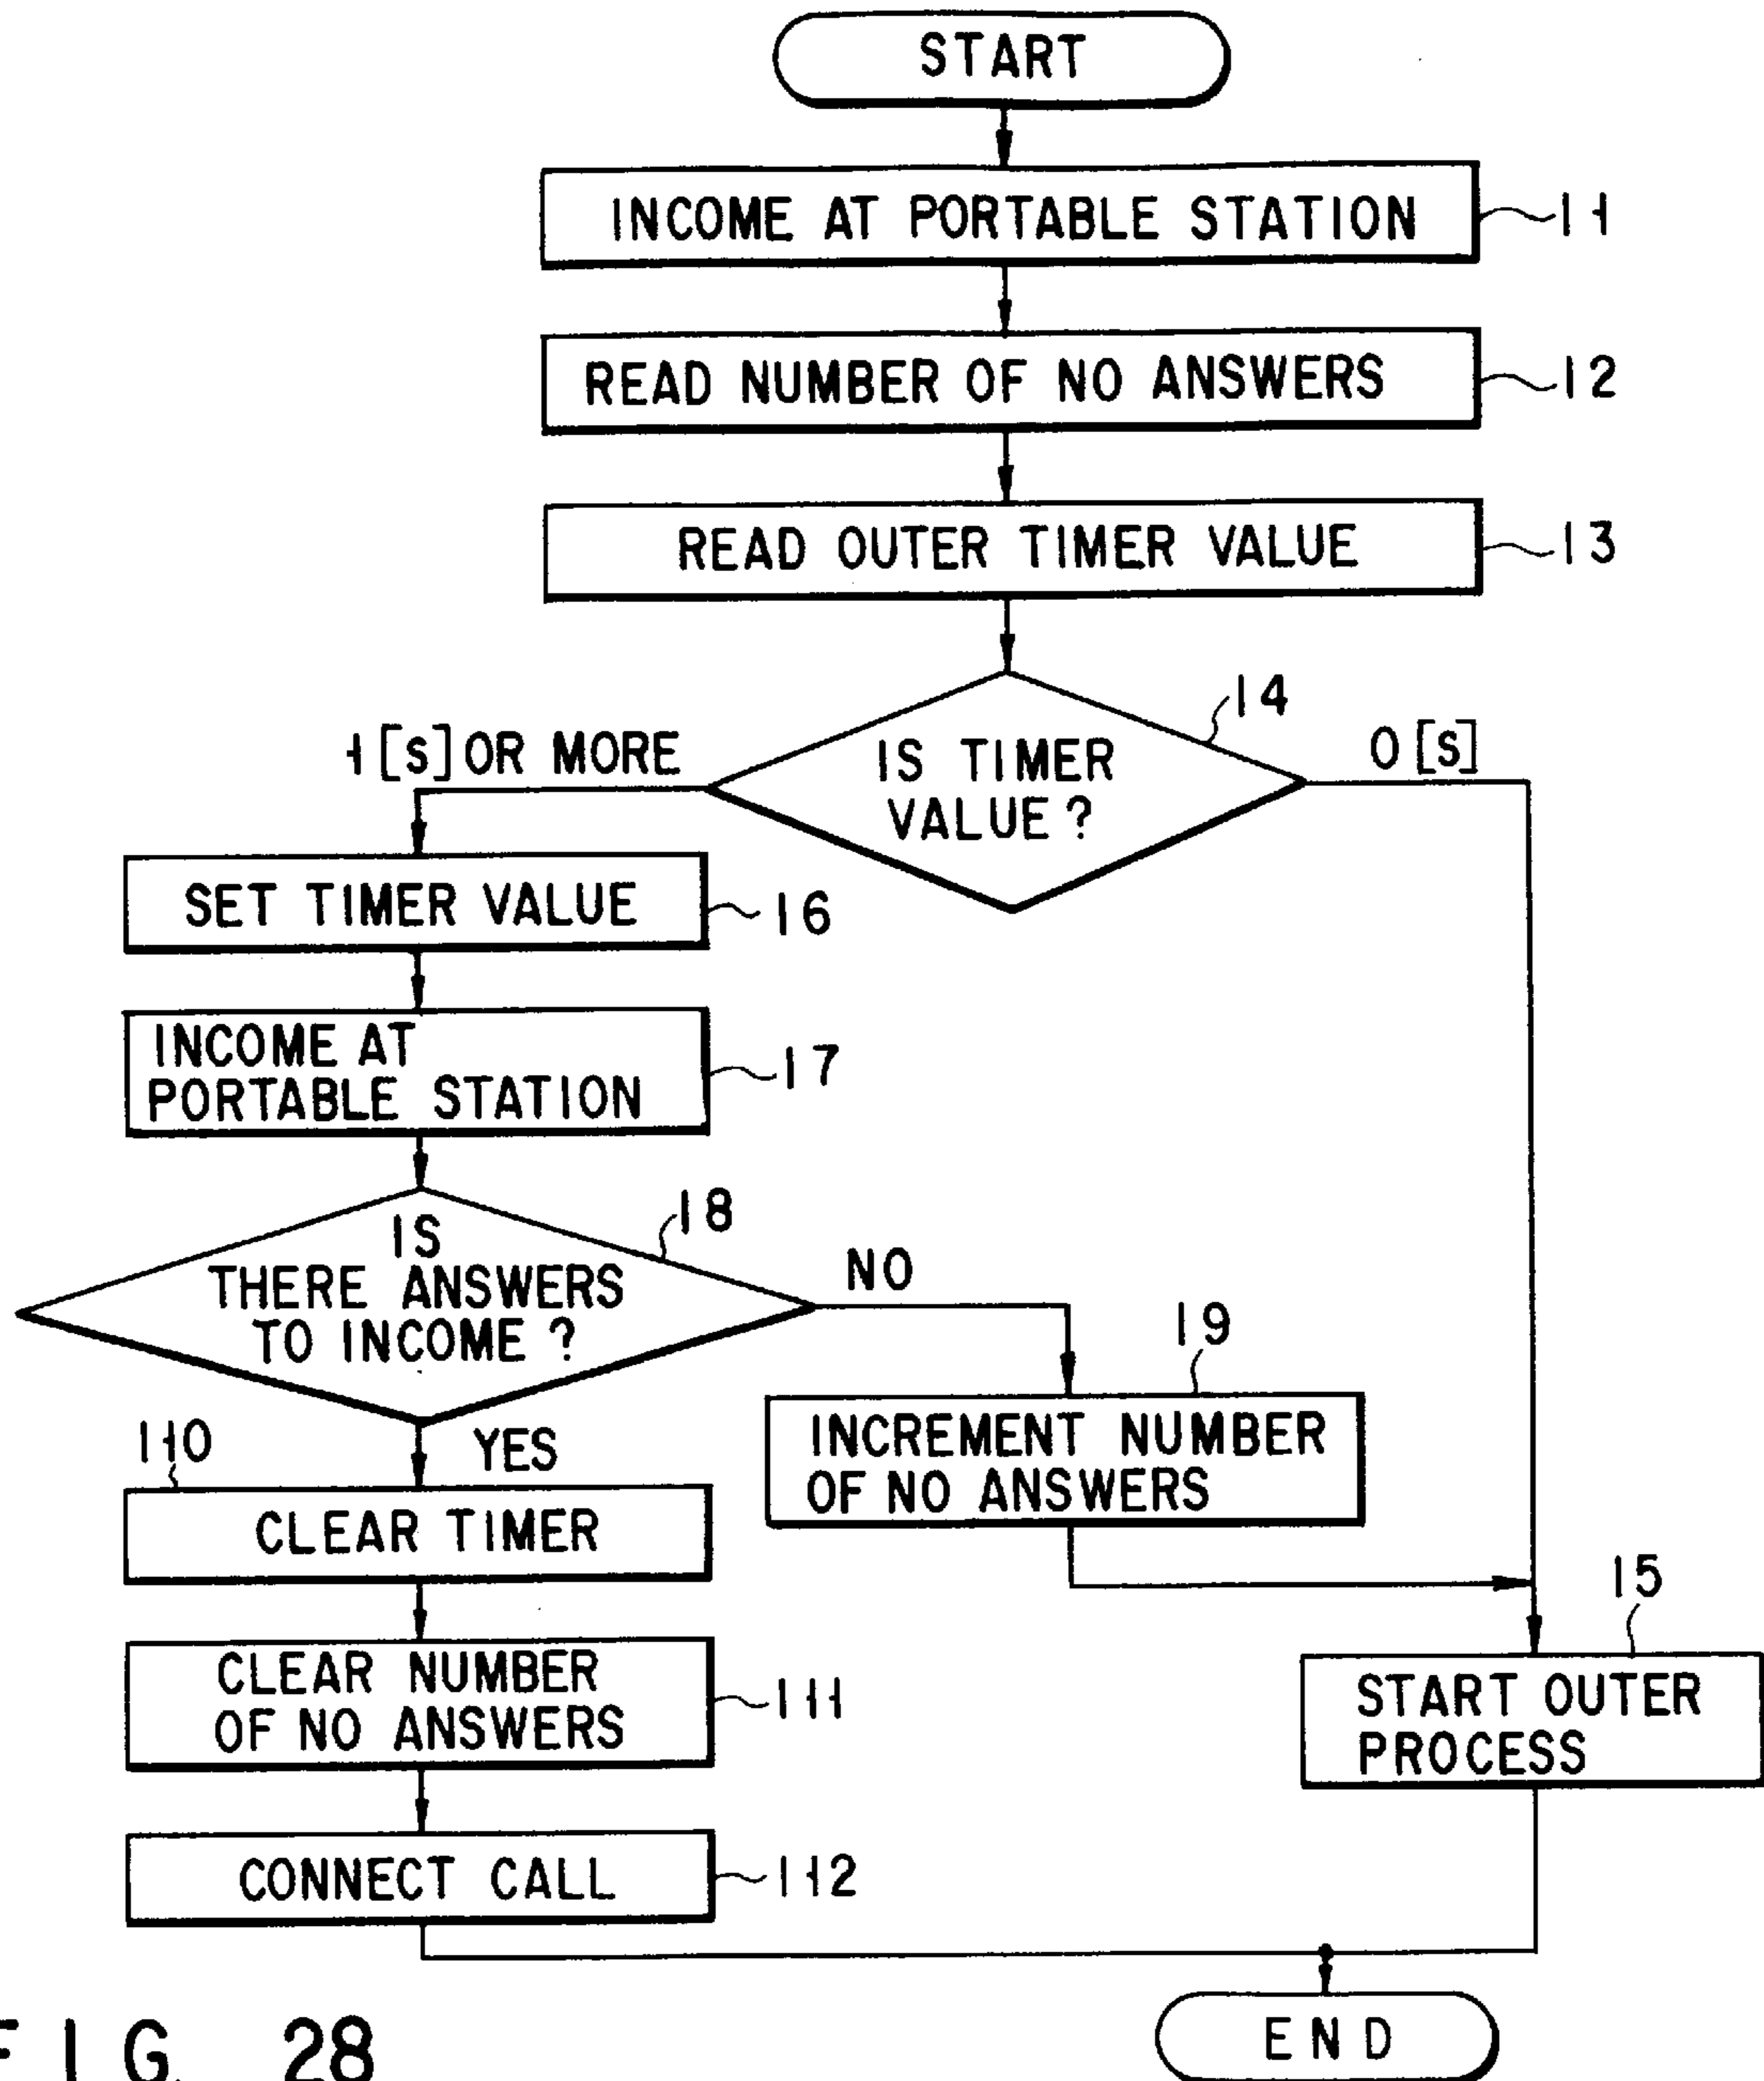 START
INCOME AT PORTABLE STATION
11
READ NUMBER OF NO ANSWERS
12
READ OUTER TIMER VALUE
13
14
1[S] OR MORE
IS TIMER
VALUE?
0 [S]
SET TIMER VALUE
16
INCOME AT
PORTABLE STATION
17
18
IS
THERE ANSWERS
TO INCOME?
NO
19
INCREMENT NUMBER
OF NO ANSWERS
110
YES
CLEAR TIMER
15
START OUTER
PROCESS
CLEAR NUMBER
OF NO ANSWERS
111
CONNECT CALL
112
END
FIG. 28